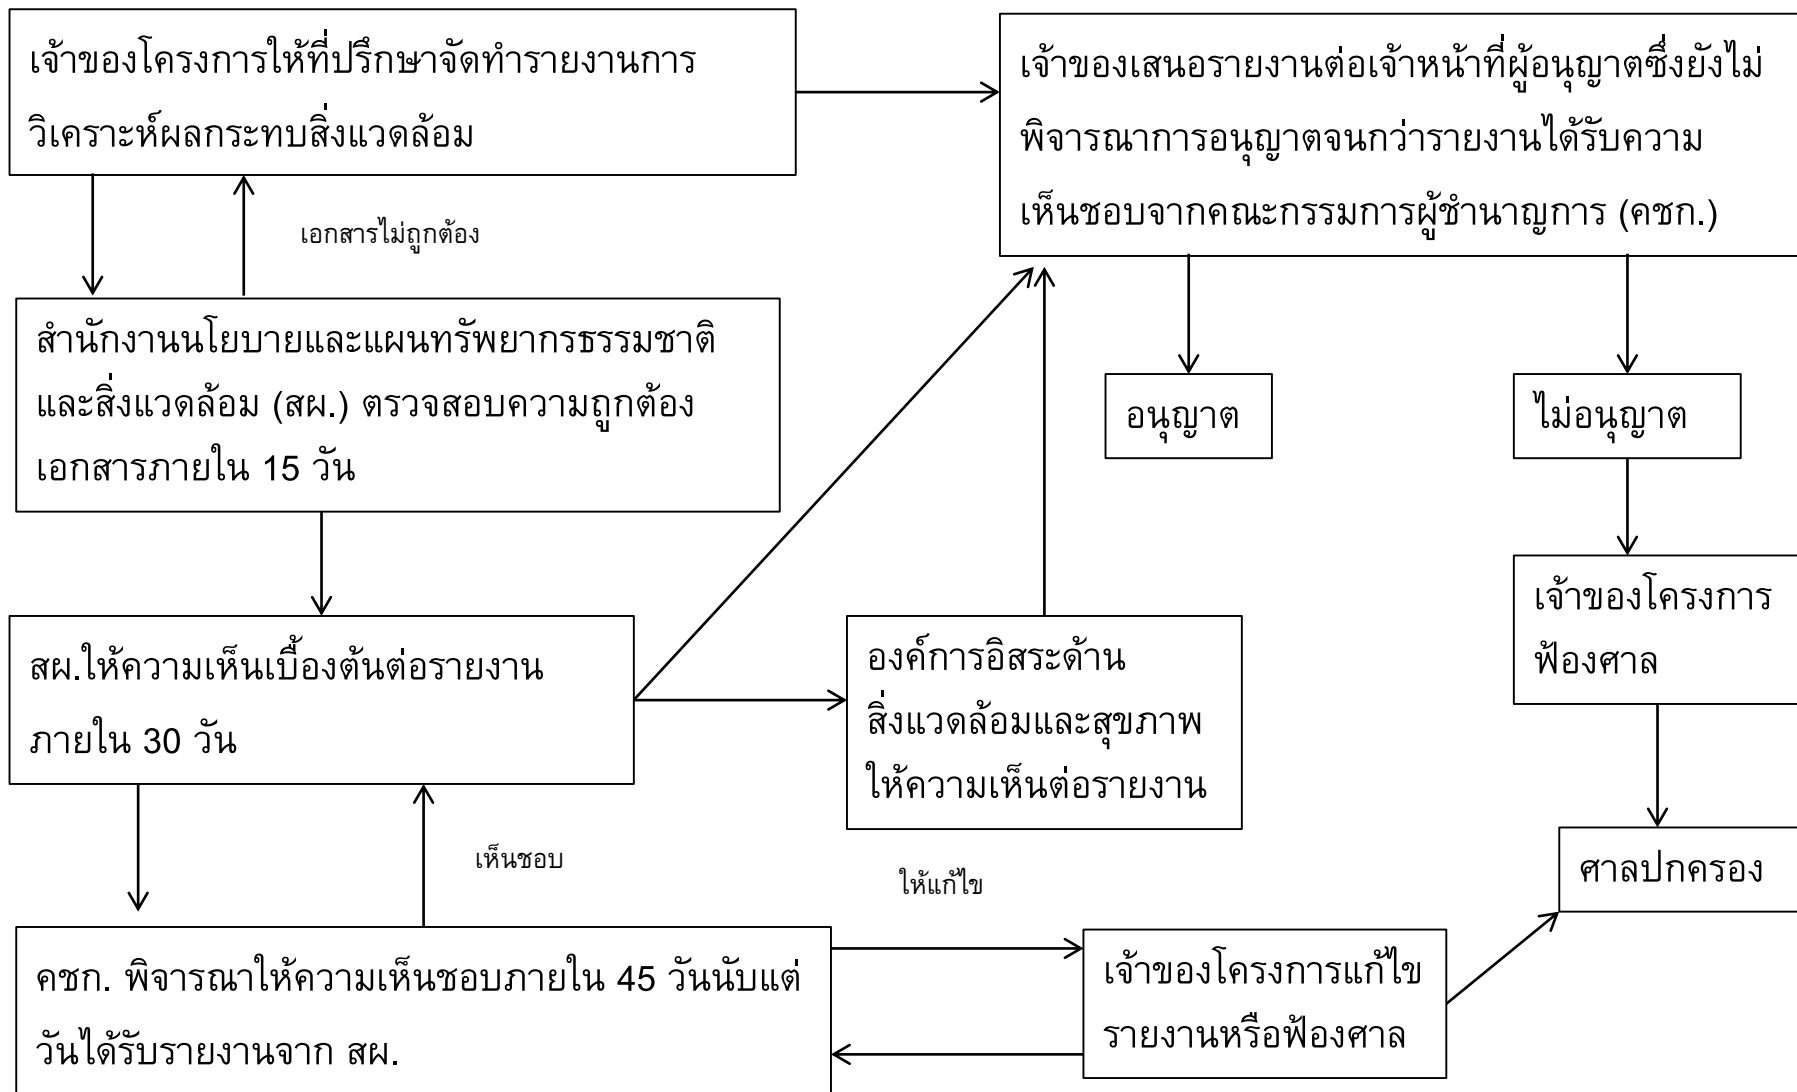 เจ้าของโครงการให้ที่ปรึกษาจัดทำรายงานการ
วิเคราะห์ผลกระทบสิ่งแวดล้อม
เจ้าของเสนอรายงานต่อเจ้าหน้าที่ผู้อนุญาตซึ่งยังไม่
พิจารณาการอนุญาตจนกว่ารายงานได้รับความ
เห็นชอบจากคณะกรรมการผู้ชำนาญการ (คชก.)
เอกสารไม่ถูกต้อง
สำนักงานนโยบายและแผนทรัพยากรธรรมชาติ
และสิ่งแวดล้อม (สผ.) ตรวจสอบความถูกต้อง
เอกสารภายใน 15 วัน
อนุญาต
ไม่อนุญาต
เจ้าของโครงการ
ฟ้องศาล
สผ.ให้ความเห็นเบื้องต้นต่อรายงาน
ภายใน 30 วัน
องค์การอิสระด้าน
สิ่งแวดล้อมและสุขภาพ
ให้ความเห็นต่อรายงาน
เห็นชอบ
ให้แก้ไข
ศาลปกครอง
คชก. พิจารณาให้ความเห็นชอบภายใน 45 วันนับแต่
วันได้รับรายงานจาก สผ.
เจ้าของโครงการแก้ไข
รายงานหรือฟ้องศาล